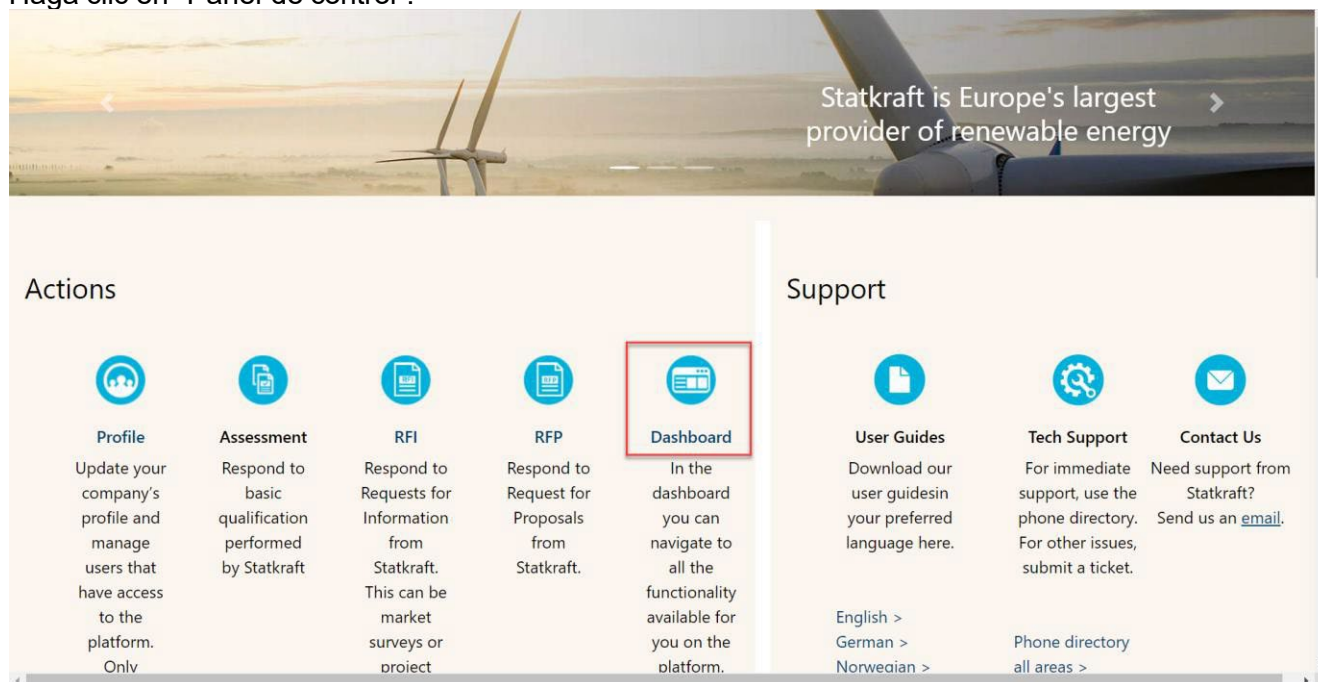 Haga clic en "Panel de control".
Statkraft is Europe's largest
provider of renewable energy
Actions
Profile
Update your
company's
profile and
manage
users that
have access
to the
platform.
Only
Assessment
Respond to
basic
qualification
performed
by Statkraft
RFI
Respond to
Requests for
Information
from
Statkraft.
This can be
market
surveys or
project
RFP
Respond to
Request for
Proposals
from
Statkraft.
Dashboard
In the
dashboard
you can
navigate to
all the
functionality
available for
you on the
platform.
Support
User Guides
Download our
user guidesin
your preferred
language here.
English >
German >
Norwegian >
Tech Support
For immediate
support, use the
phone directory.
For other issues,
submit a ticket.
Phone directory
all areas >
Contact Us
Need support from
Statkraft?
Send us an email.